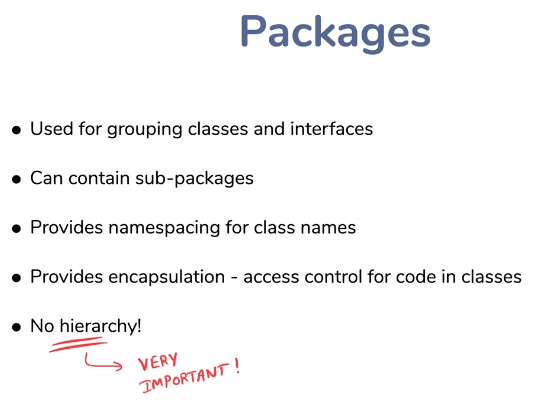 Packages
● Used for grouping classes and interfaces
● Can contain sub-packages
● Provides namespacing for class names
● Provides encapsulation - access control for code in classes
● No hierarchy!
VERY
IMPORTANT!